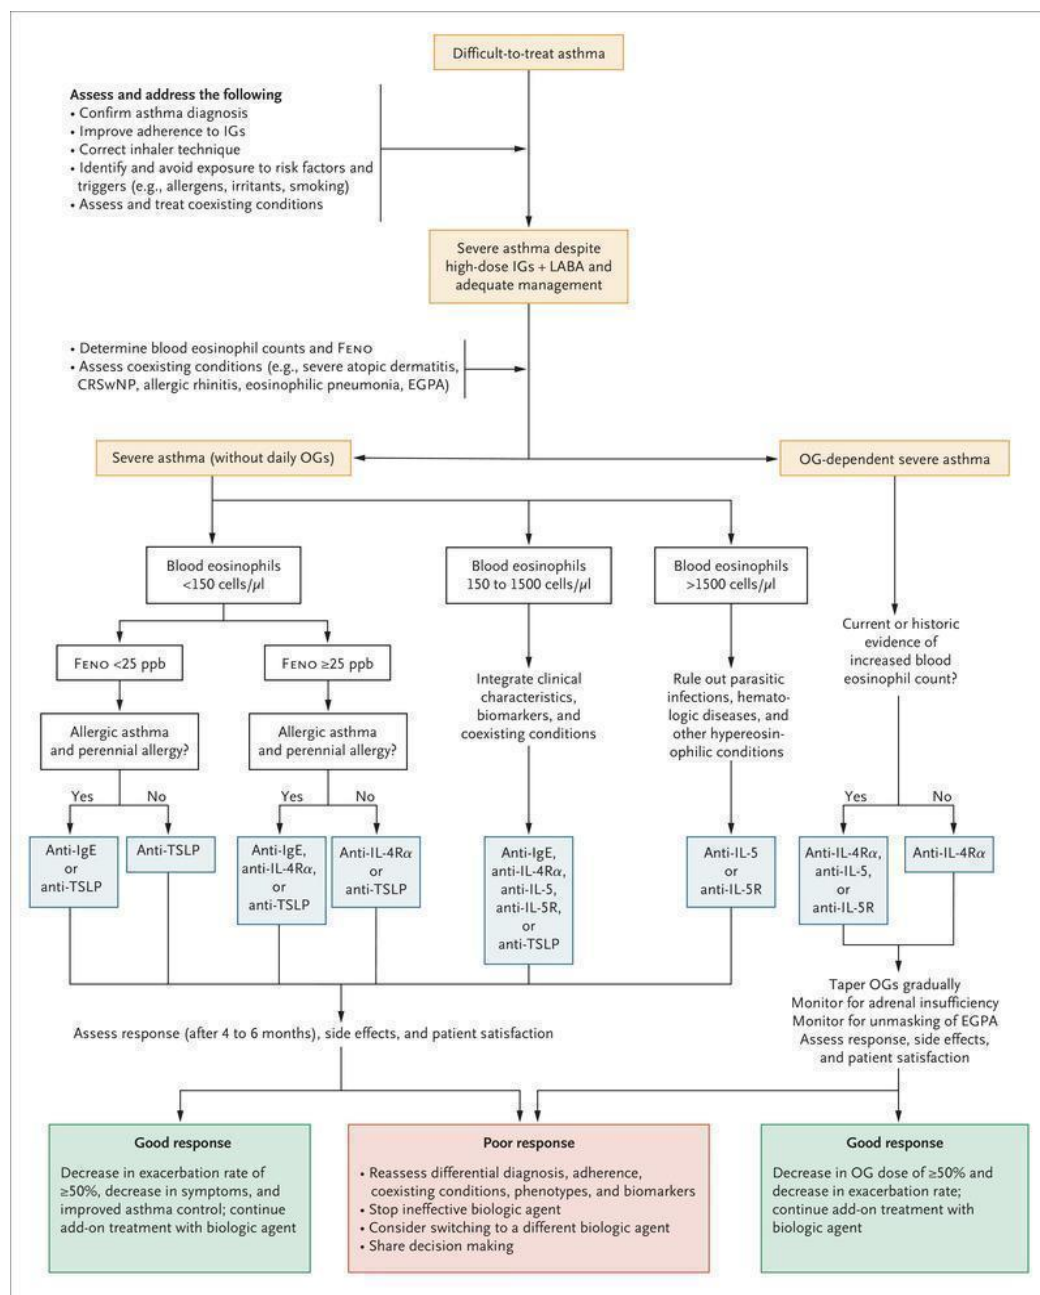 Difficult-to-treat asthma
Assess and address the following
• Confirm asthma diagnosis
• Improve adherence to IGs
• Correct inhaler technique
• Identify and avoid exposure to risk factors and
triggers (e.g., allergens, irritants, smoking)
• Assess and treat coexisting conditions
Severe asthma despite
high-dose IGs + LABA and
adequate management
• Determine blood eosinophil counts and FENO
• Assess coexisting conditions (e.g., severe atopic dermatitis,
CRSwNP, allergic rhinitis, eosinophilic pneumonia, EGPA)
Severe asthma (without daily OGs)
OG-dependent severe asthma
Blood eosinophils
<150 cells/μl
Blood eosinophils
150 to 1500 cells/μl
Blood eosinophils
>1500 cells/μl
FENO <25 ppb
FENO ≥25 ppb
Allergic asthma
and perennial allergy?
Allergic asthma
and perennial allergy?
Integrate clinical
characteristics,
biomarkers, and
coexisting conditions
Rule out parasitic
infections, hemato-
logic diseases, and
other hypereosin-
ophilic conditions
Current or historic
evidence of
increased blood
eosinophil count?
Yes
No
Yes
No
Yes
No
Anti-IgE
or
anti-TSLP
Anti-TSLP
Anti-IgE,
anti-IL-4Rα,
or
anti-TSLP
Anti-IL-4Rα
or
anti-TSLP
Anti-IgE,
anti-IL-4Rα,
anti-IL-5,
anti-IL-5R,
or
anti-TSLP
Anti-IL-5
or
anti-IL-5R
Anti-IL-4Rα,
anti-IL-5,
or
anti-IL-5R
Anti-IL-4Rα
Assess response (after 4 to 6 months), side effects, and patient satisfaction
Taper OGs gradually
Monitor for adrenal insufficiency
Monitor for unmasking of EGPA
Assess response, side effects,
and patient satisfaction
Good response
Decrease in exacerbation rate of
≥50%, decrease in symptoms, and
improved asthma control; continue
add-on treatment with biologic agent
Poor response
• Reassess differential diagnosis, adherence,
coexisting conditions, phenotypes, and biomarkers
• Stop ineffective biologic agent
• Consider switching to a different biologic agent
• Share decision making
Good response
Decrease in OG dose of ≥50% and
decrease in exacerbation rate;
continue add-on treatment with
biologic agent